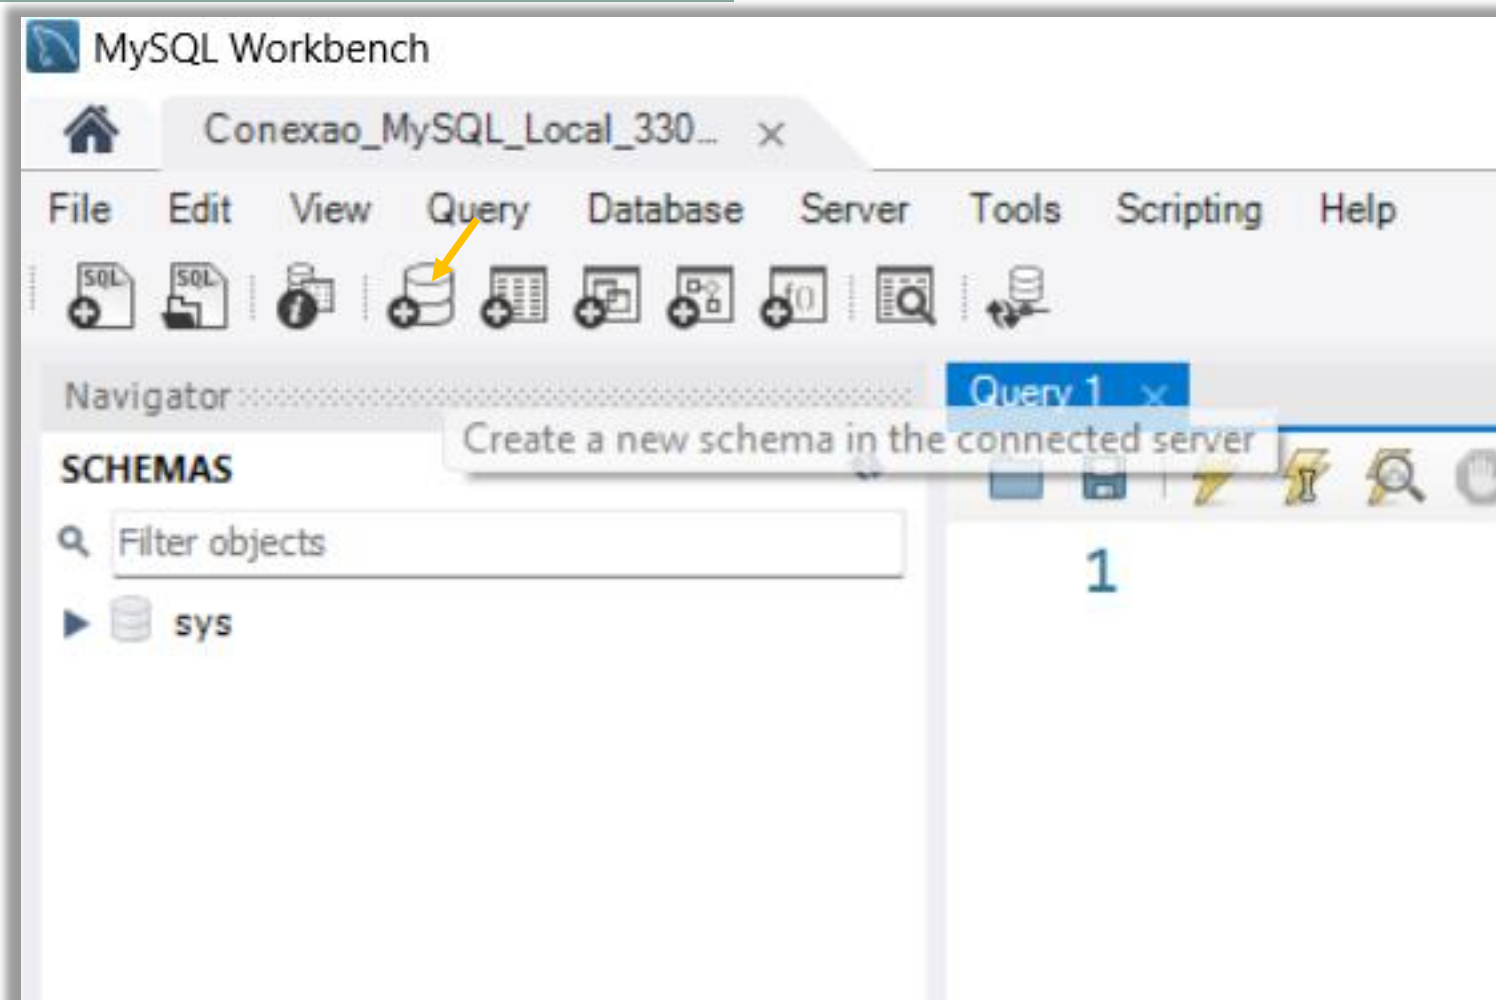 MySQL Workbench
Conexao_MySQL_Local_330... ×
File Edit View Query Database Server Tools Scripting Help
SQL SQL f()
Navigator
Query 1 ×
Create a new schema in the connected server
SCHEMAS
Filter objects
1
sys